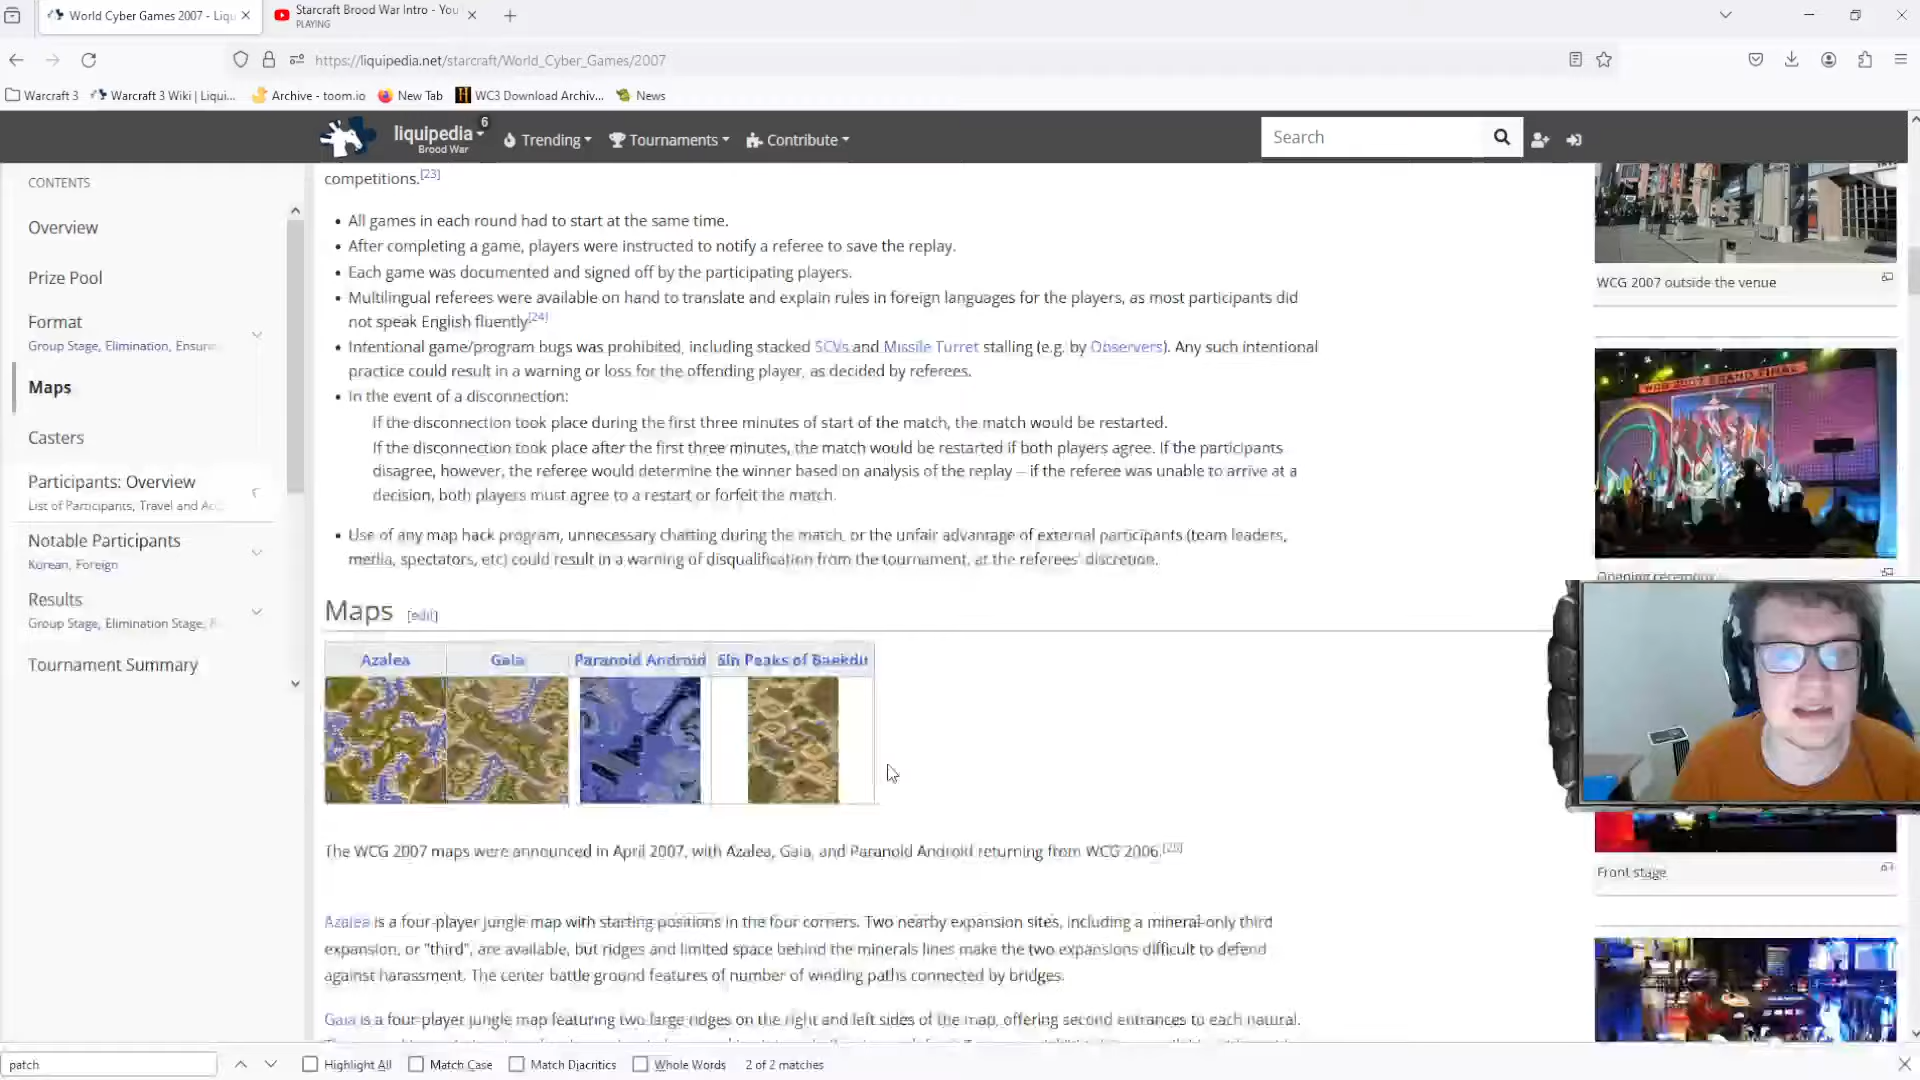 World Cyber Games 2007 - Liqu
Starcraft Brood War Intro - You
PLAYING
https://liquipedia.net/starcraft/World_Cyber_Games/2007
Warcraft 3
Warcraft 3 Wiki | Liqui...
Archive - toom.io
New Tab
WC3 Download Archiv...
News
liquipedia
Brood War
6
Trending
Tournaments
Contribute
Search
CONTENTS
Overview
Prize Pool
Format
Group Stage, Elimination, Ensurin
Maps
Casters
Participants: Overview
List of Participants, Travel and Ac
Notable Participants
Korean, Foreign
Results
Group Stage, Elimination Stage,
Tournament Summary
competitions.[23]
All games in each round had to start at the same time.
After completing a game, players were instructed to notify a referee to save the replay.
Each game was documented and signed off by the participating players.
Multilingual referees were available on hand to translate and explain rules in foreign languages for the players, as most participants did
not speak English fluently[24]
Intentional game/program bugs was prohibited, including stacked SCVs and Missile Turret stalling (e.g. by Observers). Any such intentional
practice could result in a warning or loss for the offending player, as decided by referees.
In the event of a disconnection:
If the disconnection took place during the first three minutes of start of the match, the match would be restarted.
If the disconnection took place after the first three minutes, the match would be restarted if both players agree. If the participants
disagree, however, the referee would determine the winner based on analysis of the replay – if the referee was unable to arrive at a
decision, both players must agree to a restart or forfeit the match.
Use of any map hack program, unnecessary chatting during the match, or the unfair advantage of external participants (team leaders,
media, spectators, etc) could result in a warning of disqualification from the tournament, at the referees' discretion.
Maps [edit]
Azalea Gaia Paranoid Android Sin Peaks of Baekdu
The WCG 2007 maps were announced in April 2007, with Azalea, Gaia, and Paranoid Android returning from WCG 2006.
Azalea is a four-player jungle map with starting positions in the four corners. Two nearby expansion sites, including a mineral-only third
expansion, or "third", are available, but ridges and limited space behind the minerals lines make the two expansions difficult to defend
against harassment. The center battle ground features of number of winding paths connected by bridges.
Gaia is a four-player jungle map featuring two large ridges on the right and left sides of the map, offering second entrances to each natural.
WCG 2007 outside the venue
WCG 2007 GRAND FINAL
Opening ceremony
Front stage
patch
Highlight All
Match Case
Match Diacritics
Whole Words
2 of 2 matches